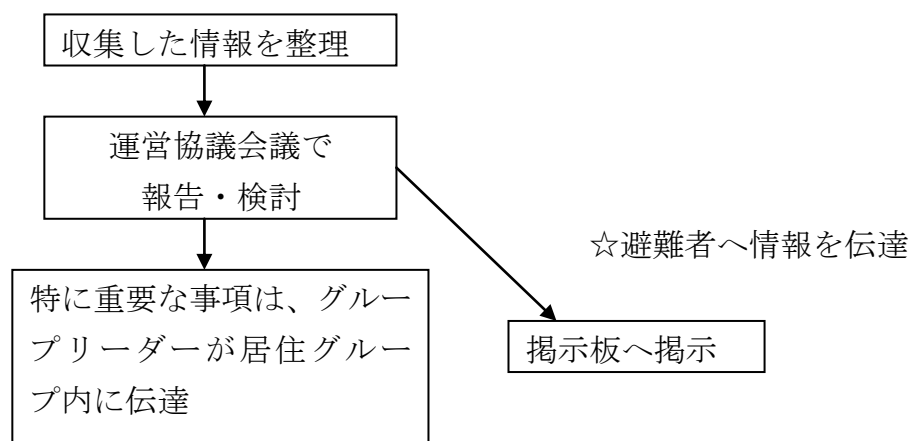 収集した情報を整理
運営協議会議で
報告・検討
☆避難者へ情報を伝達
特に重要な事項は、グルー
プリーダーが居住グルー
プ内に伝達
掲示板へ掲示